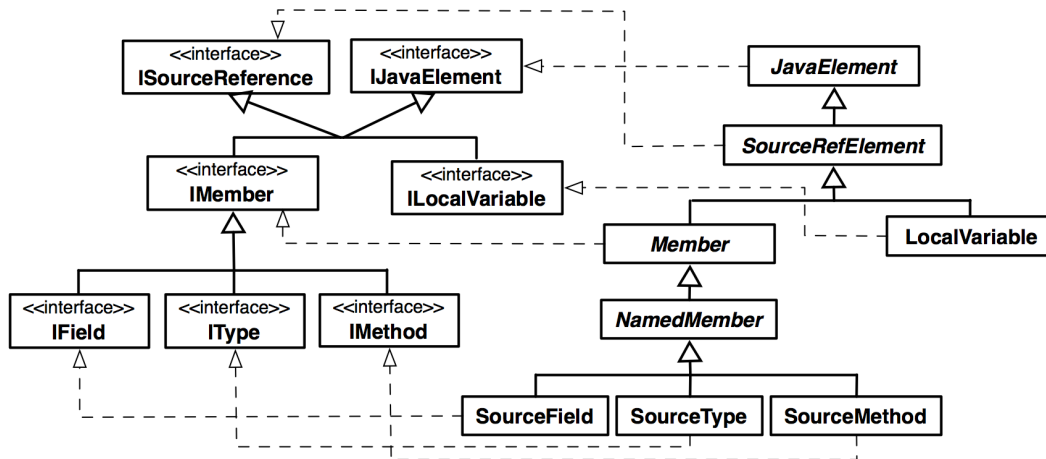 <<interface>>
ISourceReference
<<interface>>
IJavaElement
JavaElement
SourceRefElement
<<interface>>
IMember
<<interface>>
ILocalVariable
Member
LocalVariable
<<interface>>
IField
<<interface>>
IType
<<interface>>
IMethod
NamedMember
SourceField
SourceType
SourceMethod